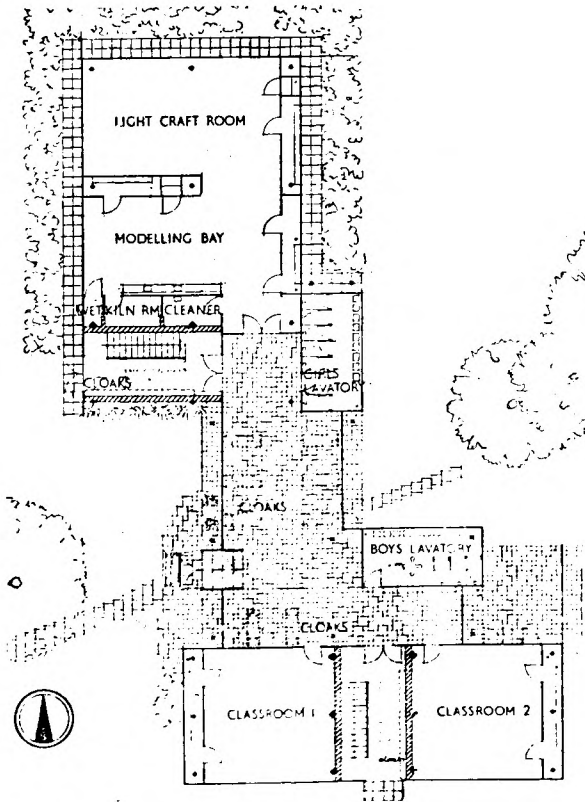 LIGHT CRAFT ROOM
MODELLING BAY
WET KILN RM CLEANER
CLOAKS
GIRLS
LAVATORY
CLOAKS
BOYS LAVATORY
CLOAKS
CLASSROOM 1
CLASSROOM 2